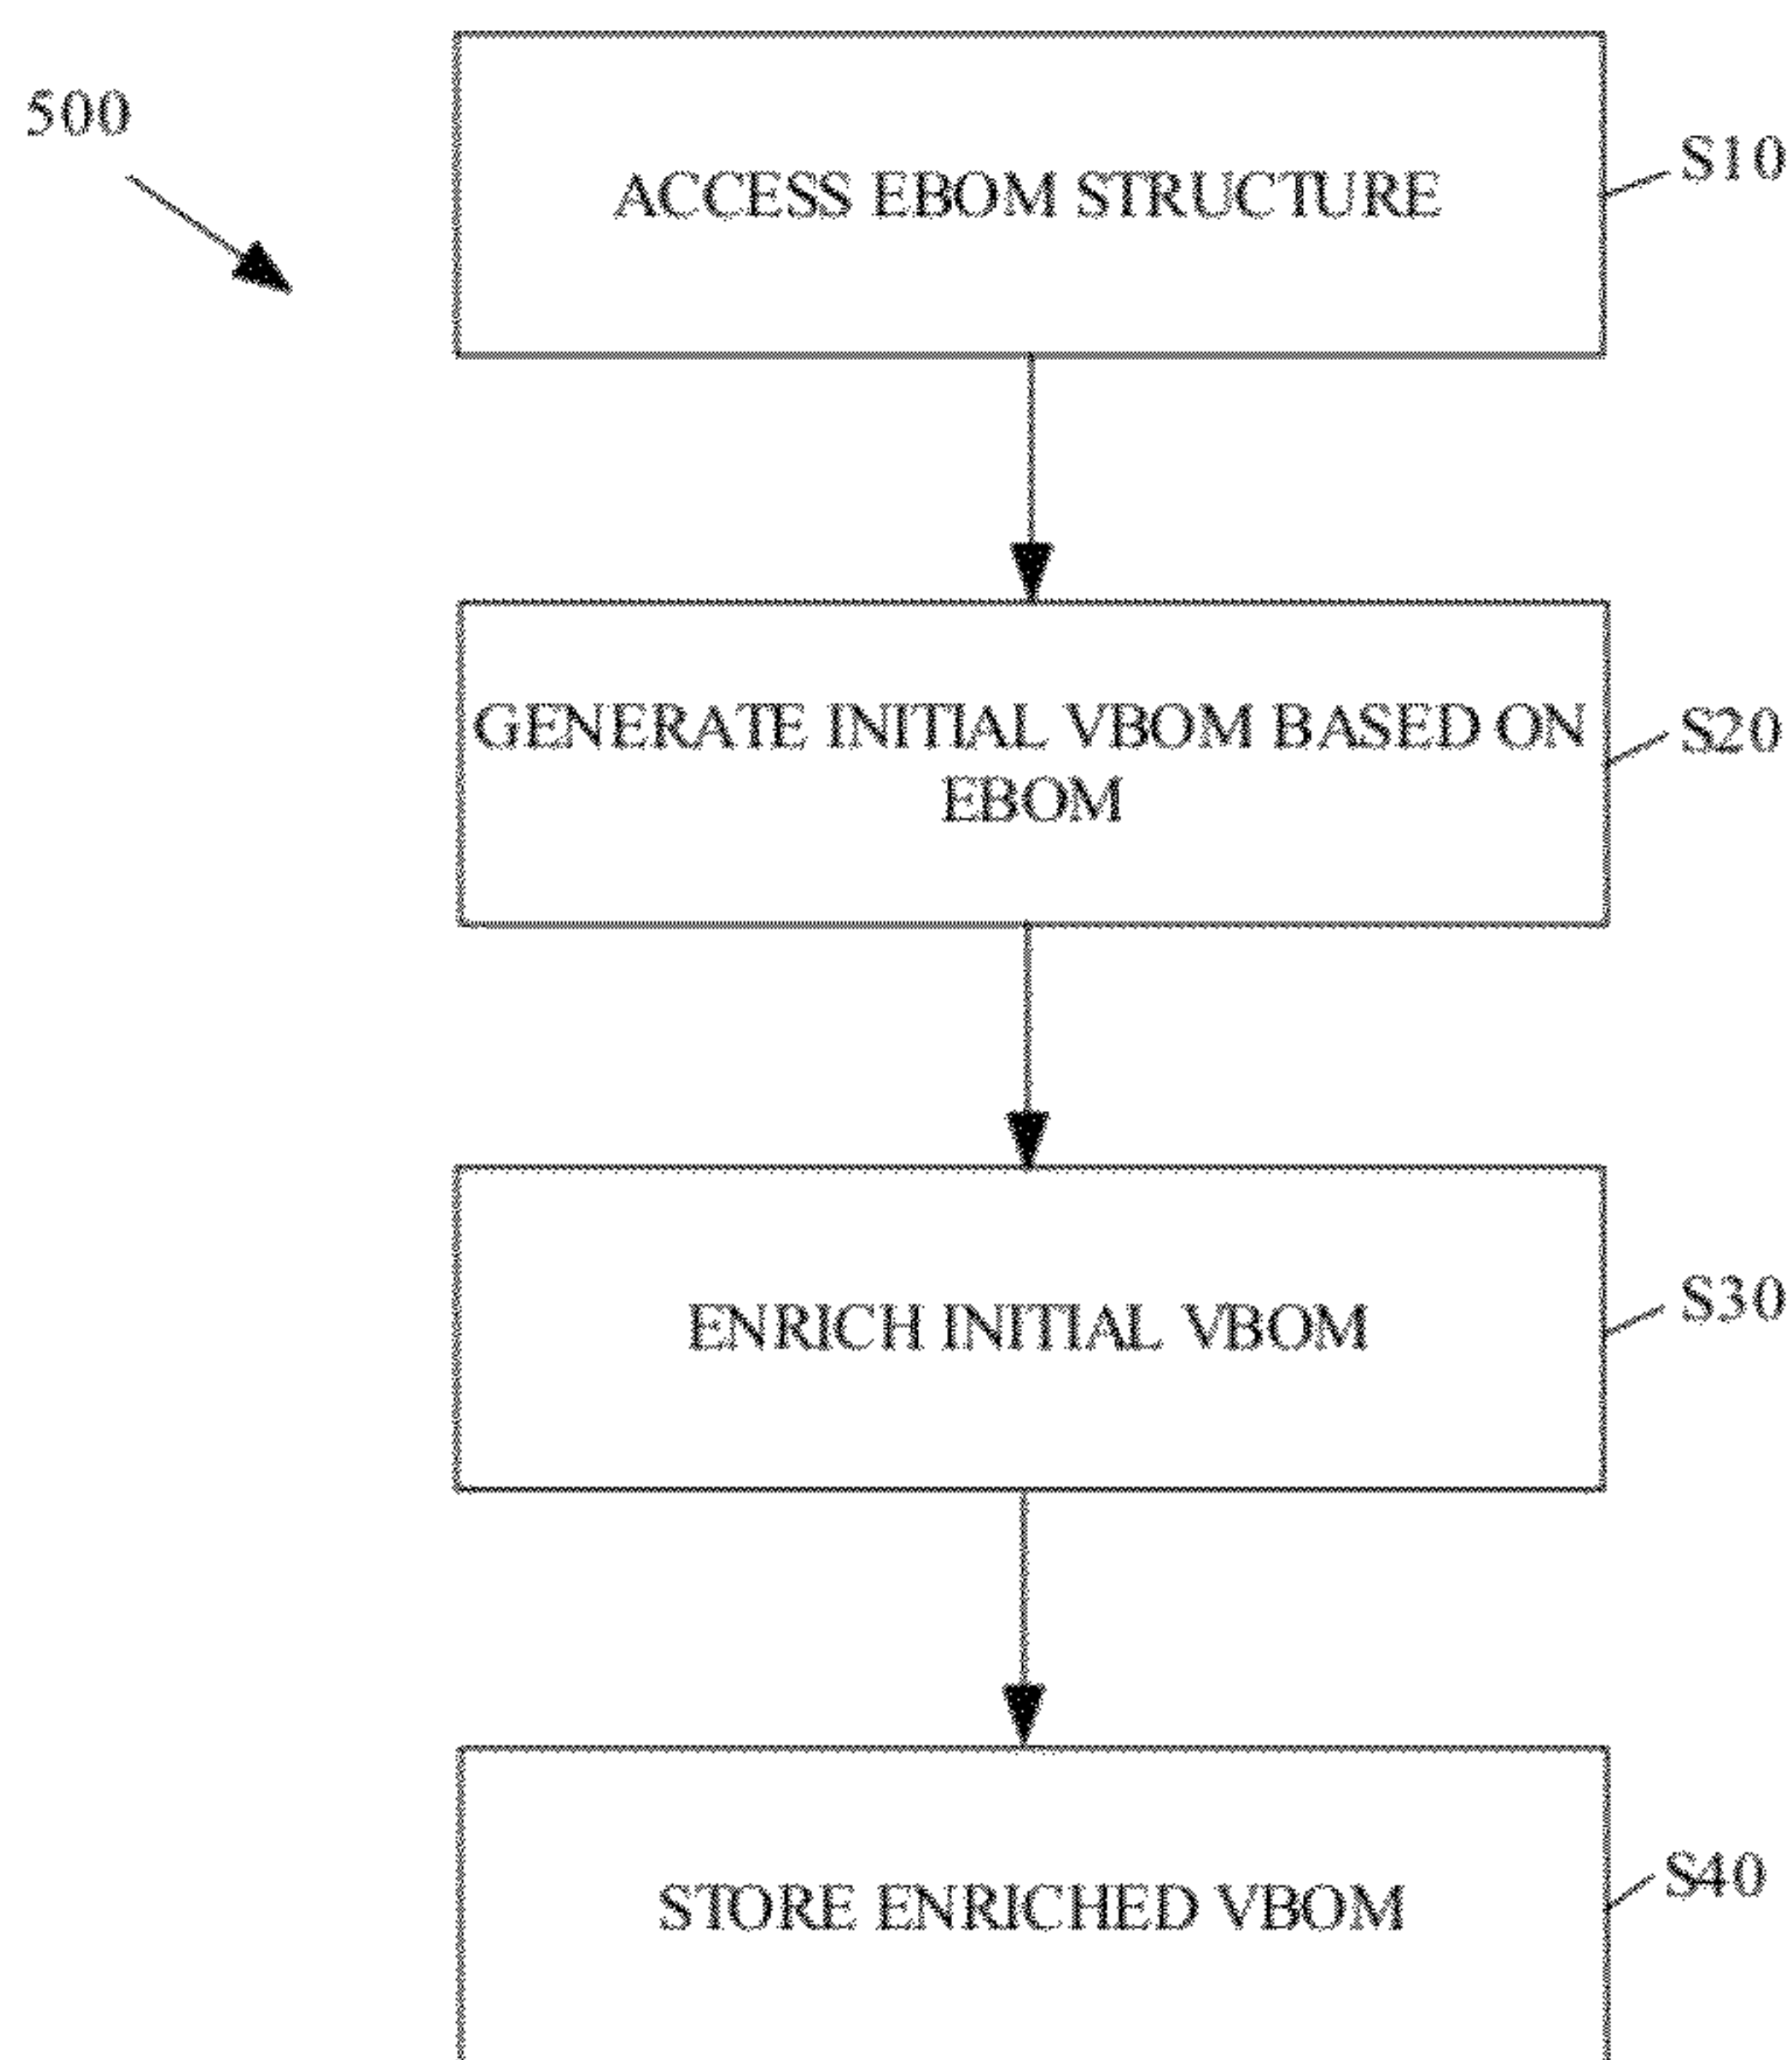 500
ACCESS EBOM STRUCTURE
S10
GENERATE INITIAL VBOM BASED ON
EBOM
S20
ENRICH INITIAL VBOM
S30
STORE ENRICHED VBOM
S40